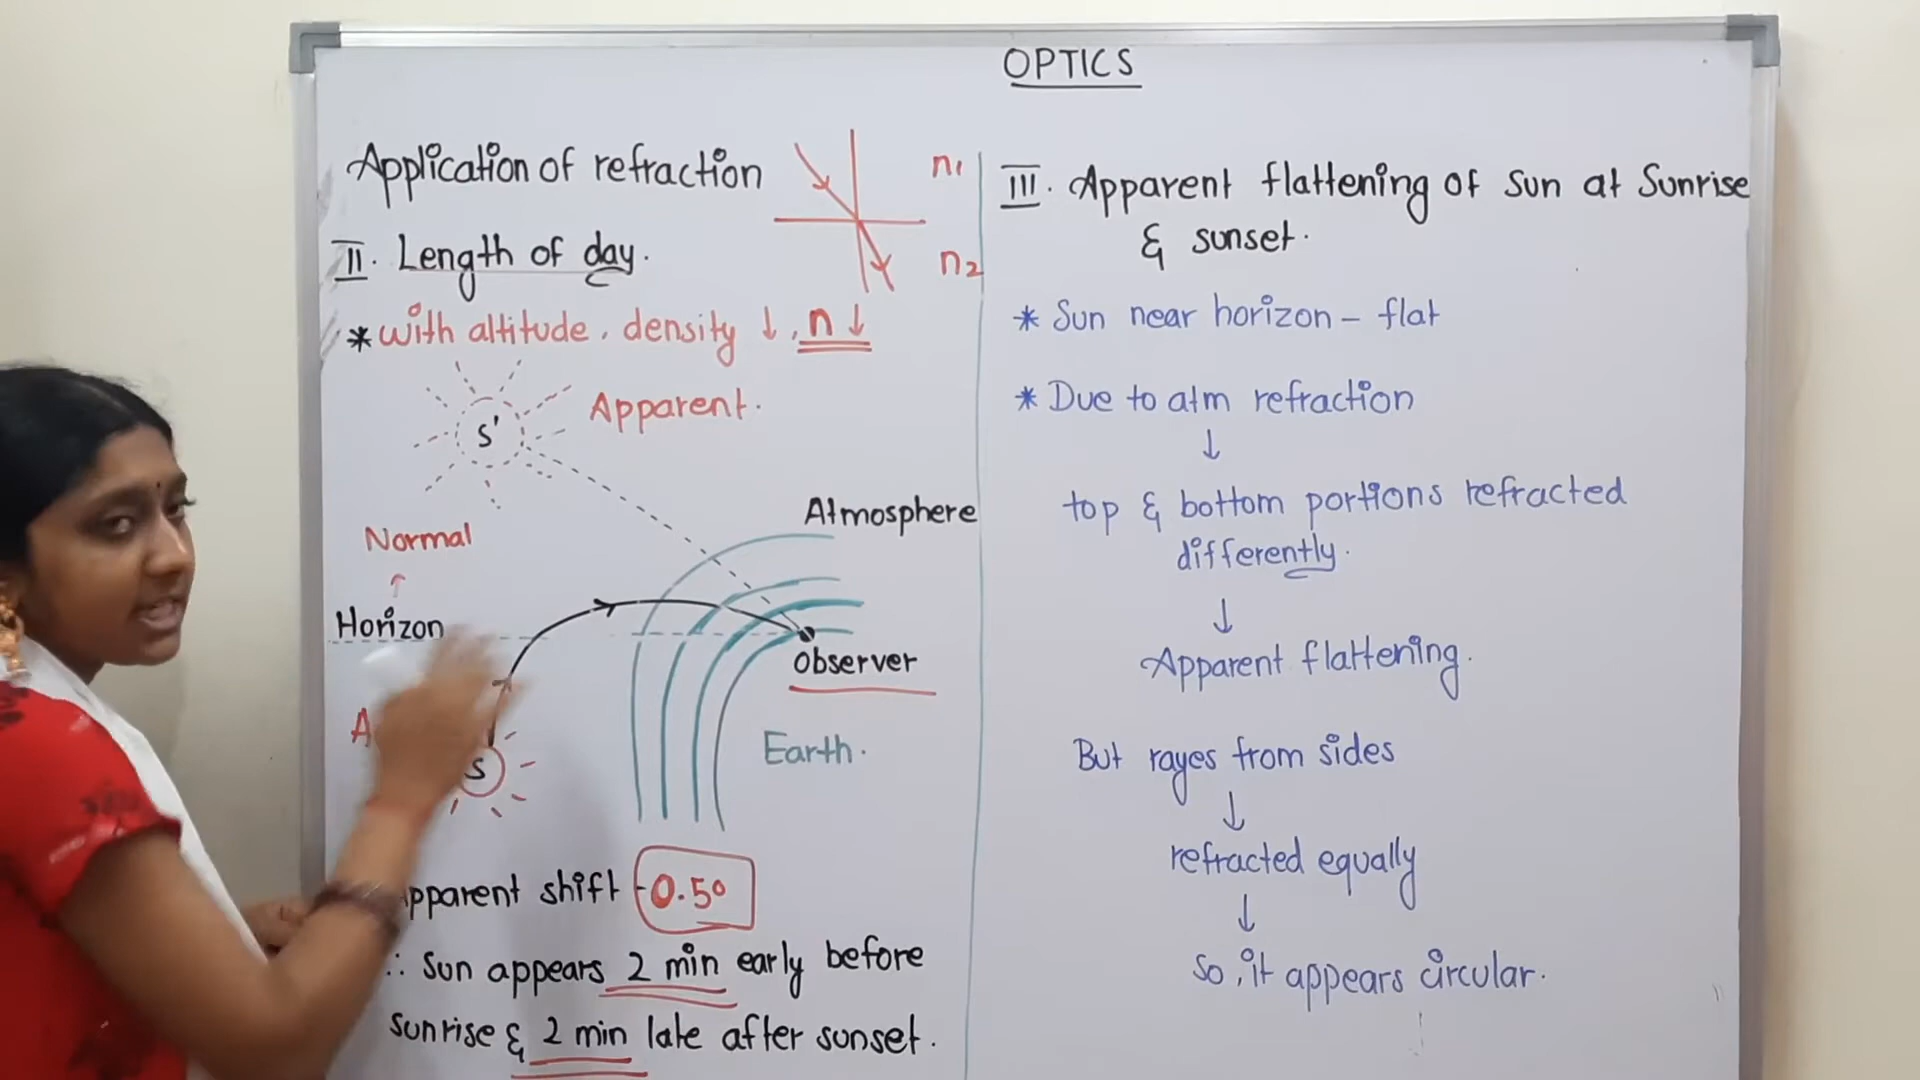 OPTICS
Application of refraction
n1
n2
II. Length of day.
* with altitude, density ↓, n ↓
S'
Apparent.
Atmosphere
Normal
↑
Horizon
Observer
A
S
Earth.
pparent shift - 0.5°
∴ Sun appears 2 min early before
sunrise & 2 min late after sunset.
III. Apparent flattening of Sun at Sunrise
& sunset.
* Sun near horizon – flat
* Due to atm refraction
↓
top & bottom portions refracted
differently.
↓
Apparent flattening.
But rayes from sides
↓
refracted equally
↓
So, it appears circular.